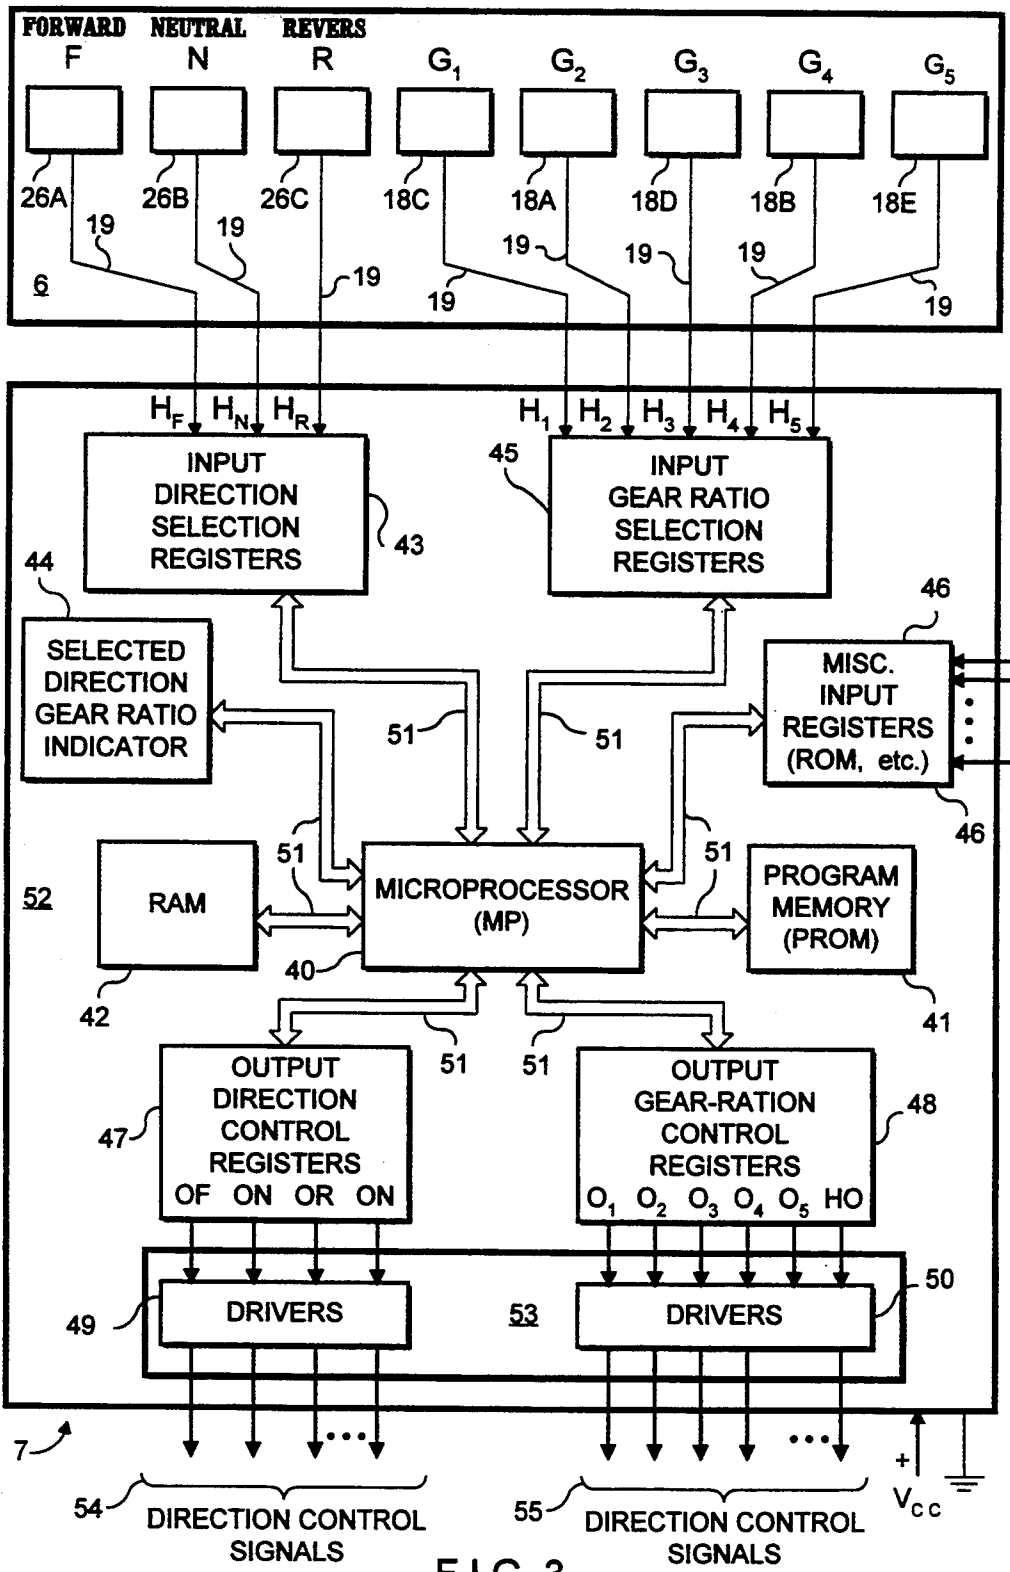 FORWARD NEUTRAL REVERS
F N R G1 G2 G3 G4 G5
26A 26B 26C 18C 18A 18D 18B 18E
19 19 19 19 19 19 19 19
6
HF HN HR H1 H2 H3 H4 H5
INPUT
DIRECTION
SELECTION
REGISTERS
43
45
INPUT
GEAR RATIO
SELECTION
REGISTERS
44
SELECTED
DIRECTION
GEAR RATIO
INDICATOR
46
MISC.
INPUT
REGISTERS
(ROM, etc.)
46
51 51
51 51
52
RAM
42
MICROPROCESSOR
(MP)
40
PROGRAM
MEMORY
(PROM)
41
51 51
OUTPUT
DIRECTION
CONTROL
REGISTERS
OF ON OR ON
47
OUTPUT
GEAR-RATION
CONTROL
REGISTERS
O1 O2 O3 O4 O5 HO
48
49
DRIVERS
53
DRIVERS
50
7
54
DIRECTION CONTROL
SIGNALS
55
DIRECTION CONTROL
SIGNALS
+
VCC
FIG. 3